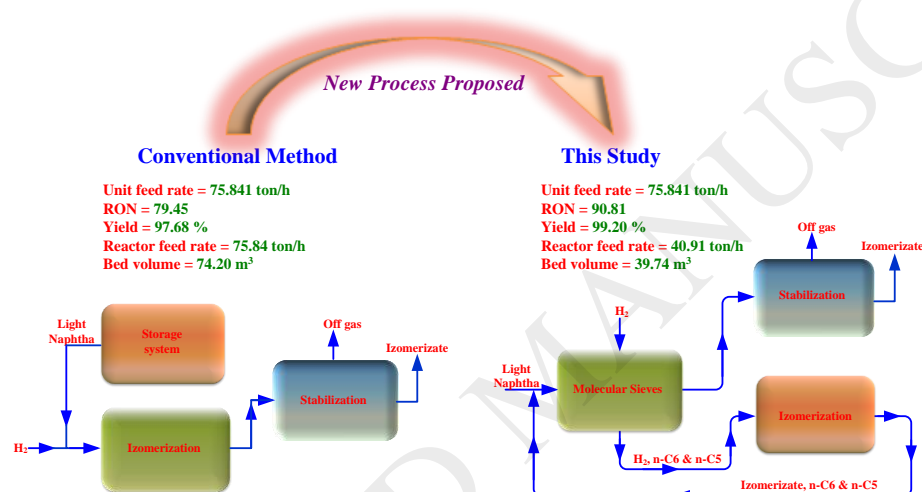 New Process Proposed
Conventional Method
Unit feed rate = 75.841 ton/h
RON = 79.45
Yield = 97.68 %
Reactor feed rate = 75.84 ton/h
Bed volume = 74.20 m³
Light
Naphtha
Storage
system
Off gas
Izomerizate
Stabilization
H₂
Izomerization
This Study
Unit feed rate = 75.841 ton/h
RON = 90.81
Yield = 99.20 %
Reactor feed rate = 40.91 ton/h
Bed volume = 39.74 m³
Off gas
Izomerizate
Stabilization
H₂
Light
Naphtha
Molecular Sieves
Izomerization
H₂, n-C6 & n-C5
Izomerizate, n-C6 & n-C5